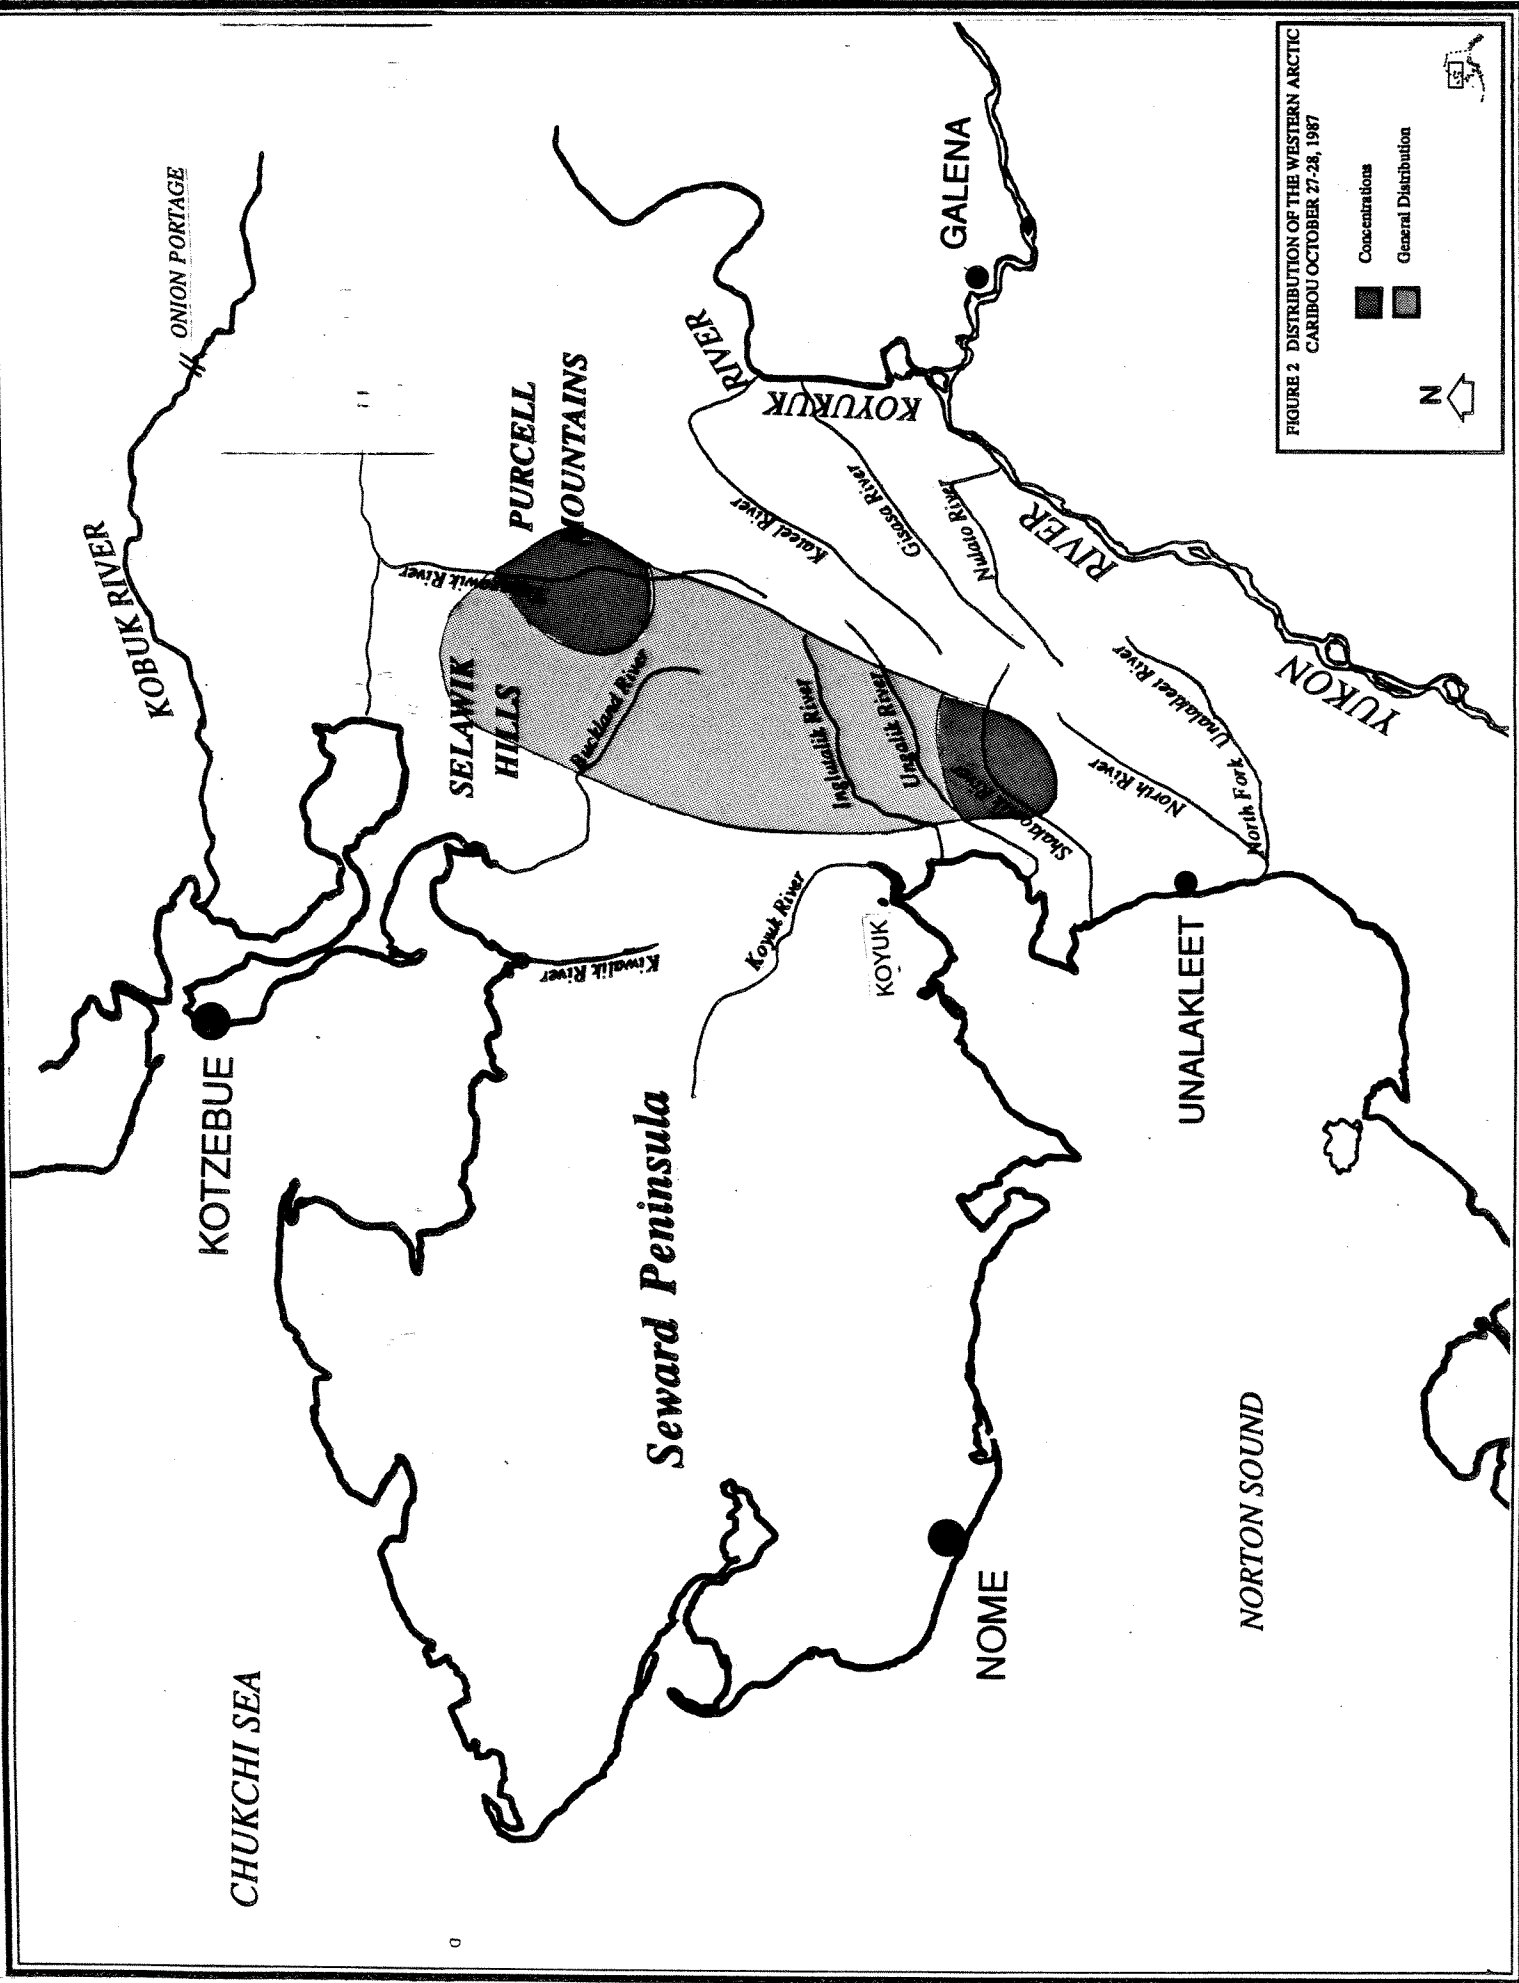 CHUKCHI SEA
KOTZEBUE
KOBUK RIVER
ONION PORTAGE
SELAWIK
HILLS
PURCELL
MOUNTAINS
Buckland River
Kiwalik River
Seward Peninsula
Koyuk River
KOYUK
Inglutalik River
Ungalik River
River
KOYUKUK
RIVER
Kateel River
Gisasa River
Nulato River
GALENA
YUKON
RIVER
North River
Unalakleet River
North Fork
UNALAKLEET
NOME
NORTON SOUND
FIGURE 2 DISTRIBUTION OF THE WESTERN ARCTIC
CARIBOU OCTOBER 27-28, 1987
Concentrations
General Distribution
N